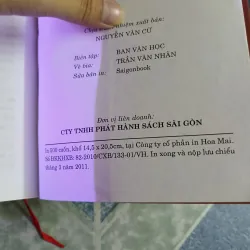 Chịu trách nhiệm xuất bản:
NGUYỄN VĂN CỪ
Biên tập: BAN VĂN HỌC
Vẽ bìa: TRẦN VĂN NHÂN
Sửa bản in: Saigonbook
Đơn vị liên doanh:
CTY TNHH PHÁT HÀNH SÁCH SÀI GÒN
In 800 cuốn, khổ 14,5 x 20,5cm, tại Công ty cổ phần in Hoa Mai.
Số ĐKKHXB: 82-2010/CXB/133-01/VH. In xong và nộp lưu chiểu
tháng 3 năm 2011.